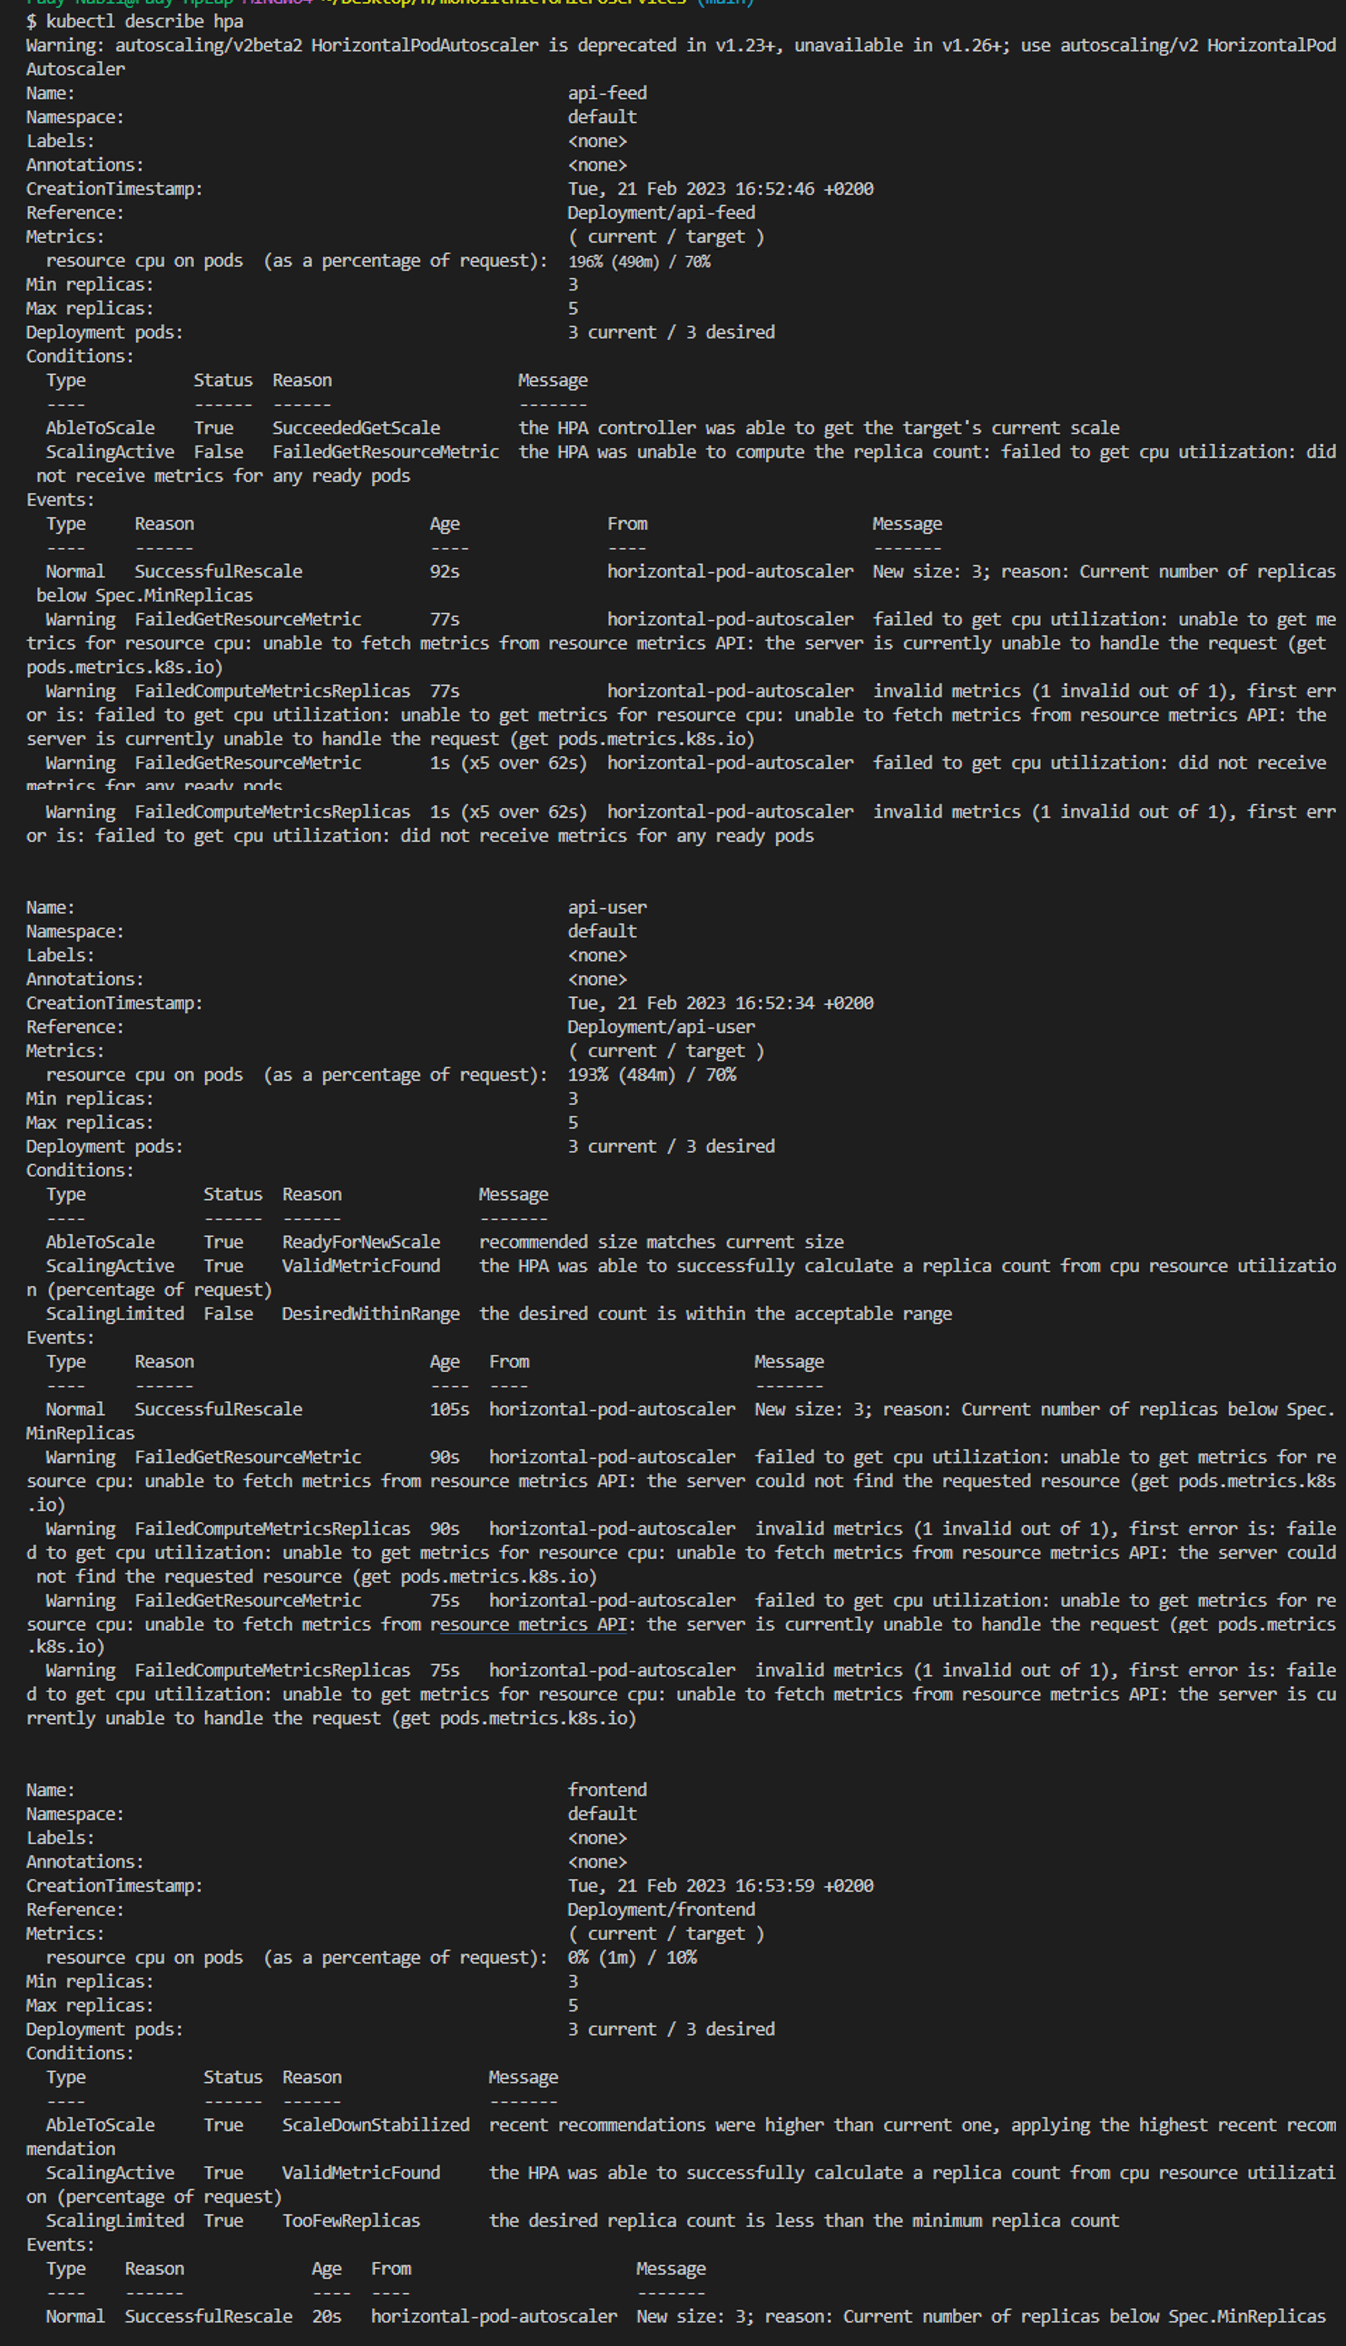 $ kubectl describe hpa
Warning: autoscaling/v2beta2 HorizontalPodAutoscaler is deprecated in v1.23+, unavailable in v1.26+; use autoscaling/v2 HorizontalPod
Autoscaler
Name: api-feed
Namespace: default
Labels: <none>
Annotations: <none>
CreationTimestamp: Tue, 21 Feb 2023 16:52:46 +0200
Reference: Deployment/api-feed
Metrics: ( current / target )
resource cpu on pods (as a percentage of request): 196% (490m) / 70%
Min replicas: 3
Max replicas: 5
Deployment pods: 3 current / 3 desired
Conditions:
Type Status Reason Message
---- ------ ------ -------
AbleToScale True SucceededGetScale the HPA controller was able to get the target's current scale
ScalingActive False FailedGetResourceMetric the HPA was unable to compute the replica count: failed to get cpu utilization: did
not receive metrics for any ready pods
Events:
Type Reason Age From Message
---- ------ ---- ---- -------
Normal SuccessfulRescale 92s horizontal-pod-autoscaler New size: 3; reason: Current number of replicas
below Spec.MinReplicas
Warning FailedGetResourceMetric 77s horizontal-pod-autoscaler failed to get cpu utilization: unable to get me
trics for resource cpu: unable to fetch metrics from resource metrics API: the server is currently unable to handle the request (get
pods.metrics.k8s.io)
Warning FailedComputeMetricsReplicas 77s horizontal-pod-autoscaler invalid metrics (1 invalid out of 1), first err
or is: failed to get cpu utilization: unable to get metrics for resource cpu: unable to fetch metrics from resource metrics API: the
server is currently unable to handle the request (get pods.metrics.k8s.io)
Warning FailedGetResourceMetric 1s (x5 over 62s) horizontal-pod-autoscaler failed to get cpu utilization: did not receive
metrics for any ready pods
Warning FailedComputeMetricsReplicas 1s (x5 over 62s) horizontal-pod-autoscaler invalid metrics (1 invalid out of 1), first err
or is: failed to get cpu utilization: did not receive metrics for any ready pods
Name: api-user
Namespace: default
Labels: <none>
Annotations: <none>
CreationTimestamp: Tue, 21 Feb 2023 16:52:34 +0200
Reference: Deployment/api-user
Metrics: ( current / target )
resource cpu on pods (as a percentage of request): 193% (484m) / 70%
Min replicas: 3
Max replicas: 5
Deployment pods: 3 current / 3 desired
Conditions:
Type Status Reason Message
---- ------ ------ -------
AbleToScale True ReadyForNewScale recommended size matches current size
ScalingActive True ValidMetricFound the HPA was able to successfully calculate a replica count from cpu resource utilizatio
n (percentage of request)
ScalingLimited False DesiredWithinRange the desired count is within the acceptable range
Events:
Type Reason Age From Message
---- ------ ---- ---- -------
Normal SuccessfulRescale 105s horizontal-pod-autoscaler New size: 3; reason: Current number of replicas below Spec.
MinReplicas
Warning FailedGetResourceMetric 90s horizontal-pod-autoscaler failed to get cpu utilization: unable to get metrics for re
source cpu: unable to fetch metrics from resource metrics API: the server could not find the requested resource (get pods.metrics.k8s
.io)
Warning FailedComputeMetricsReplicas 90s horizontal-pod-autoscaler invalid metrics (1 invalid out of 1), first error is: faile
d to get cpu utilization: unable to get metrics for resource cpu: unable to fetch metrics from resource metrics API: the server could
not find the requested resource (get pods.metrics.k8s.io)
Warning FailedGetResourceMetric 75s horizontal-pod-autoscaler failed to get cpu utilization: unable to get metrics for re
source cpu: unable to fetch metrics from resource metrics API: the server is currently unable to handle the request (get pods.metrics
.k8s.io)
Warning FailedComputeMetricsReplicas 75s horizontal-pod-autoscaler invalid metrics (1 invalid out of 1), first error is: faile
d to get cpu utilization: unable to get metrics for resource cpu: unable to fetch metrics from resource metrics API: the server is cu
rrently unable to handle the request (get pods.metrics.k8s.io)
Name: frontend
Namespace: default
Labels: <none>
Annotations: <none>
CreationTimestamp: Tue, 21 Feb 2023 16:53:59 +0200
Reference: Deployment/frontend
Metrics: ( current / target )
resource cpu on pods (as a percentage of request): 0% (1m) / 10%
Min replicas: 3
Max replicas: 5
Deployment pods: 3 current / 3 desired
Conditions:
Type Status Reason Message
---- ------ ------ -------
AbleToScale True ScaleDownStabilized recent recommendations were higher than current one, applying the highest recent recom
mendation
ScalingActive True ValidMetricFound the HPA was able to successfully calculate a replica count from cpu resource utilizati
on (percentage of request)
ScalingLimited True TooFewReplicas the desired replica count is less than the minimum replica count
Events:
Type Reason Age From Message
---- ------ ---- ---- -------
Normal SuccessfulRescale 20s horizontal-pod-autoscaler New size: 3; reason: Current number of replicas below Spec.MinReplicas